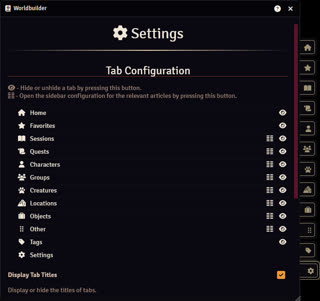 Worldbuilder
Settings
Tab Configuration
- Hide or unhide a tab by pressing this button.
- Open the sidebar configuration for the relevant articles by pressing this button.
Home
Favorites
Sessions
Quests
Characters
Groups
Creatures
Locations
Objects
Other
Tags
Settings
Display Tab Titles
Display or hide the titles of tabs.